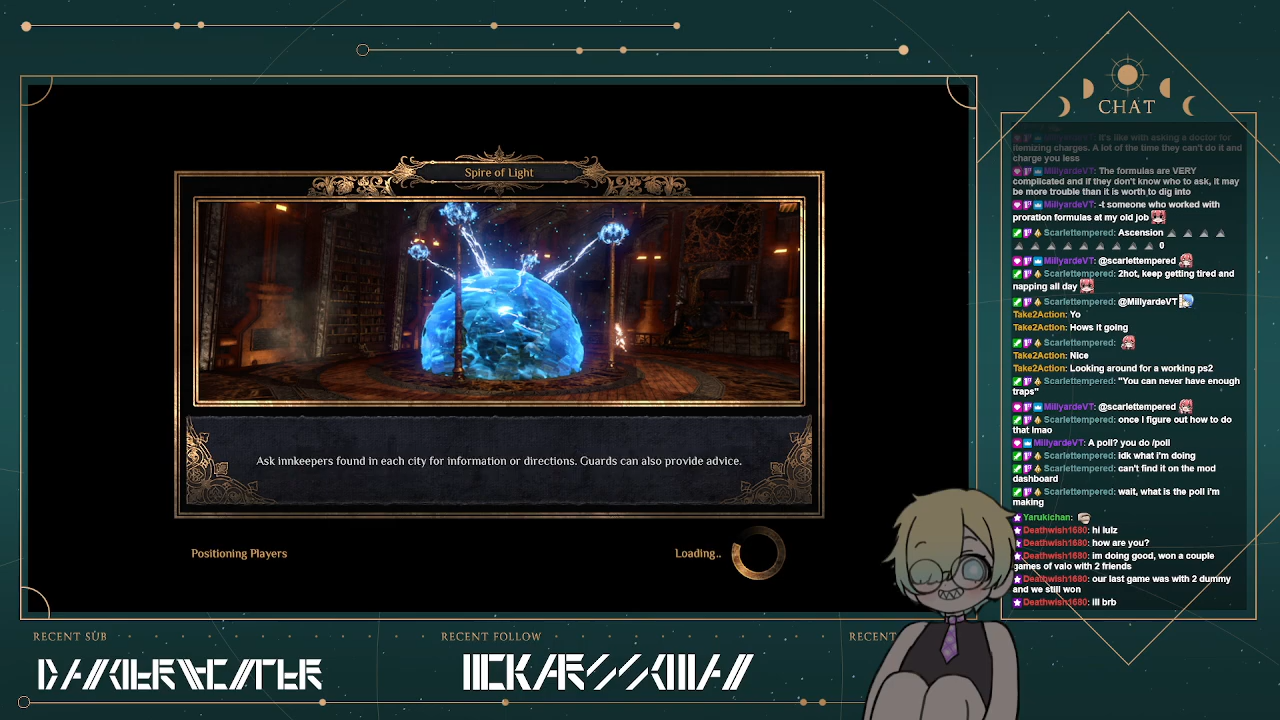 CHAT
MillyardeVT: It's like with asking a doctor for
itemizing charges. A lot of the time they can't do it and
charge you less
MillyardeVT: The formulas are VERY
complicated and if they don't know who to ask, it may
be more trouble than it is worth to dig into
MillyardeVT: -t someone who worked with
proration formulas at my old job
Scarlettempered: Ascension
0
MillyardeVT: @scarlettempered
Scarlettempered: 2hot, keep getting tired and
napping all day
Scarlettempered: @MillyardeVT
Take2Action: Yo
Take2Action: Hows it going
Scarlettempered:
Take2Action: Nice
Take2Action: Looking around for a working ps2
Scarlettempered: "You can never have enough
traps"
MillyardeVT: @scarlettempered
Scarlettempered: once I figure out how to do
that lmao
MillyardeVT: A poll? you do /poll
Scarlettempered: idk what i'm doing
Scarlettempered: can't find it on the mod
dashboard
Scarlettempered: wait, what is the poll i'm
making
Yarukichan:
Deathwish1680: hi lulz
Deathwish1680: how are you?
Deathwish1680: im doing good, won a couple
games of valo with 2 friends
Deathwish1680: our last game was with 2 dummy
and we still won
Deathwish1680: ill brb
Spire of Light
Ask innkeepers found in each city for information or directions. Guards can also provide advice.
Positioning Players
Loading..
RECENT SUB
RECENT FOLLOW
RECENT